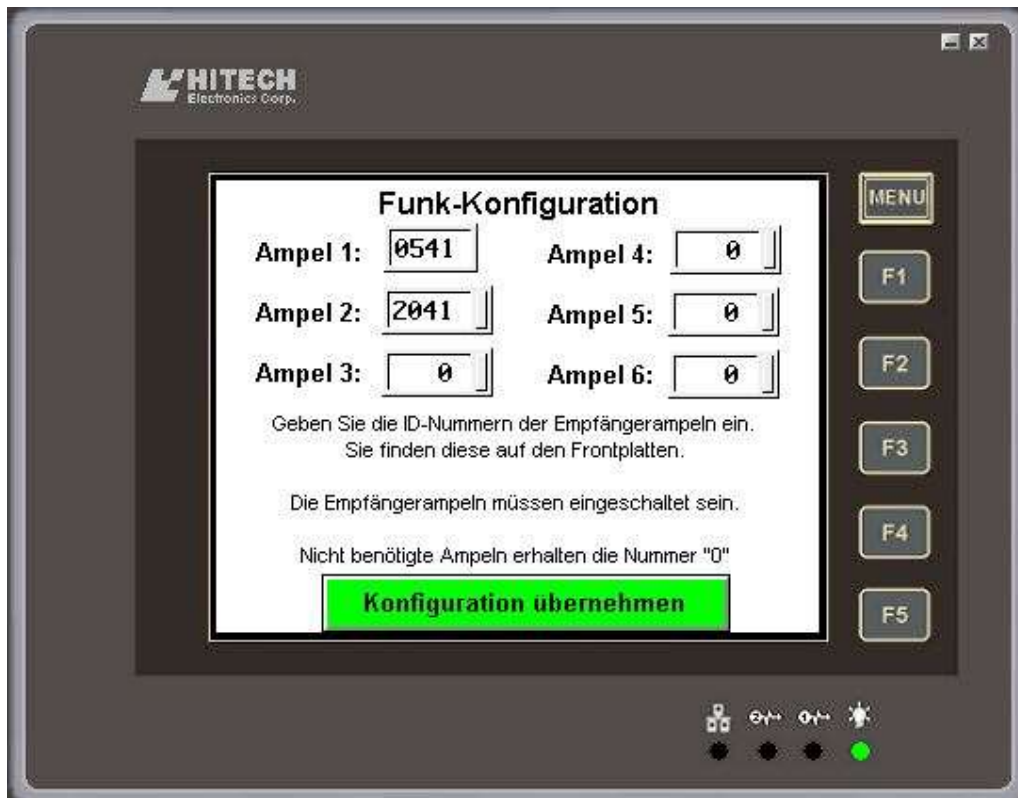 HITECH
Electronics Corp.
Funk-Konfiguration
Ampel 1: 0541
Ampel 4: 0
Ampel 2: 2041
Ampel 5: 0
Ampel 3: 0
Ampel 6: 0
Geben Sie die ID-Nummern der Empfängerampeln ein.
Sie finden diese auf den Frontplatten.
Die Empfängerampeln müssen eingeschaltet sein.
Nicht benötigte Ampeln erhalten die Nummer "0"
Konfiguration übernehmen
MENU
F1
F2
F3
F4
F5